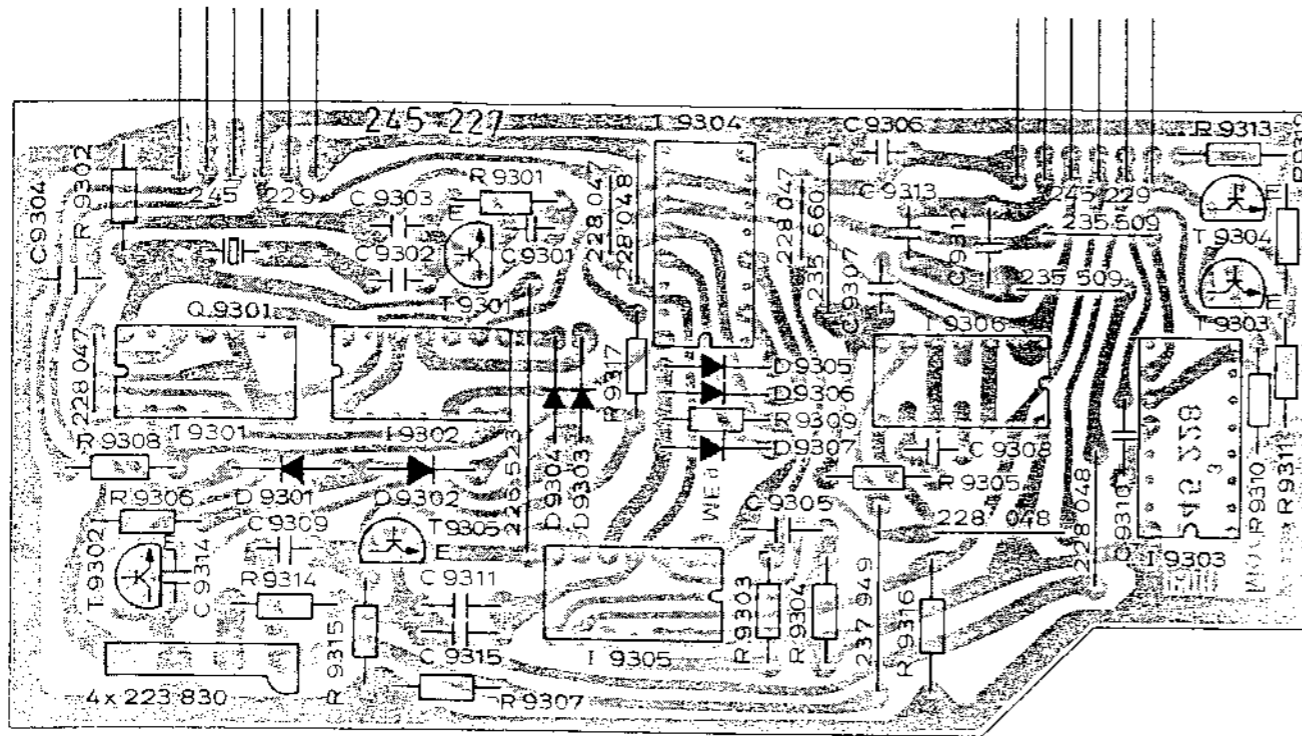 245 227
I 9304
C 9306
R 9313
C 9304
R 9302
245 229
C 9303
R 9301
E
C 9302
C 9301
T 9301
228 047
228 048
228 047
235 660
C 9313
C 9312
C 9307
245 229
235 509
235 509
E
T 9304
E
T 9303
Q 9301
228 047
I 9301
I 9302
R 9317
D 9305
D 9306
R 9309
D 9307
I 9306
C 9308
R 9305
R 9308
D 9301
D 9302
226 523
D 9304
D 9303
R 9306
C 9309
T 9305
E
T 9302
C 9314
R 9314
C 9311
C 9315
R 9315
R 9307
I 9305
C 9305
R 9303
R 9304
237 949
R 9316
228 048
228 048
C 9310
I 9303
R 9310
R 9311
4x 223 830